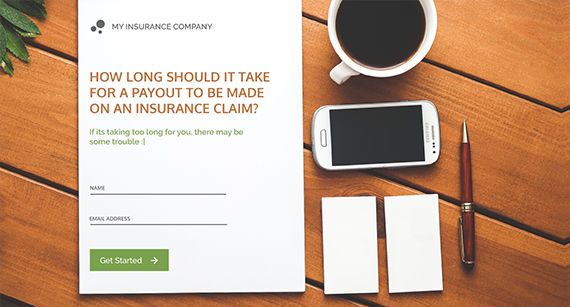 MY INSURANCE COMPANY
HOW LONG SHOULD IT TAKE
FOR A PAYOUT TO BE MADE
ON AN INSURANCE CLAIM?
If its taking too long for you, there may be
some trouble :|
NAME
EMAIL ADDRESS
Get Started →